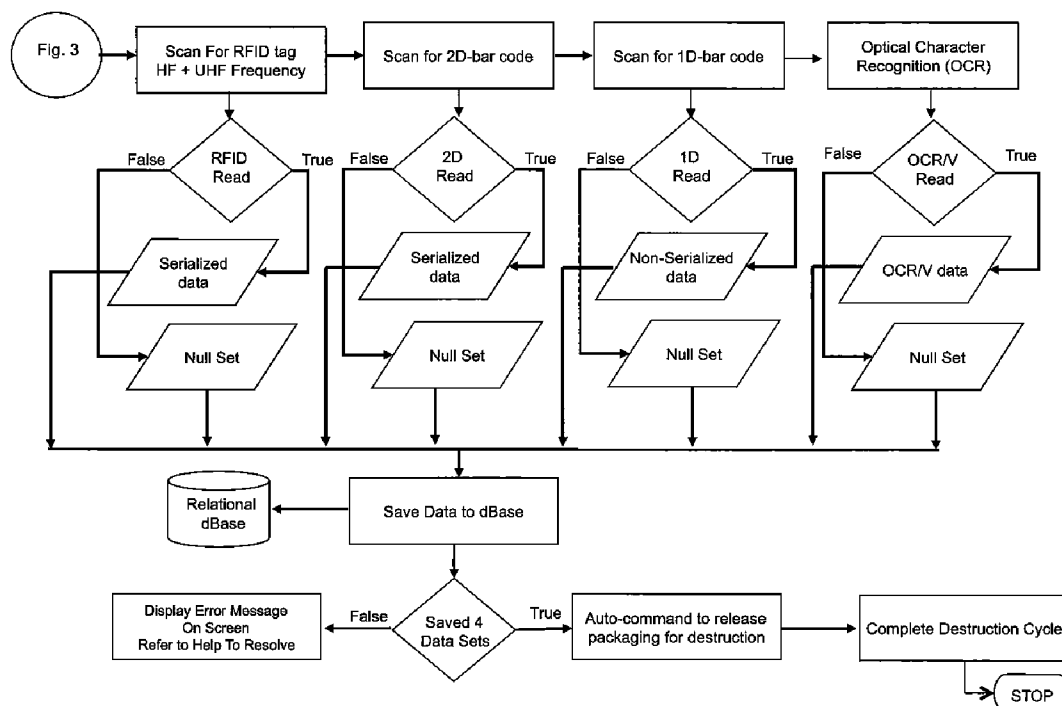 Fig. 3
Scan For RFID tag
HF + UHF Frequency
Scan for 2D-bar code
Scan for 1D-bar code
Optical Character
Recognition (OCR)
False
RFID
Read
True
False
2D
Read
True
False
1D
Read
True
False
OCR/V
Read
True
Serialized
data
Serialized
data
Non-Serialized
data
OCR/V data
Null Set
Null Set
Null Set
Null Set
Relational
dBase
Save Data to dBase
Display Error Message
On Screen
Refer to Help To Resolve
False
Saved 4
Data Sets
True
Auto-command to release
packaging for destruction
Complete Destruction Cycle
STOP